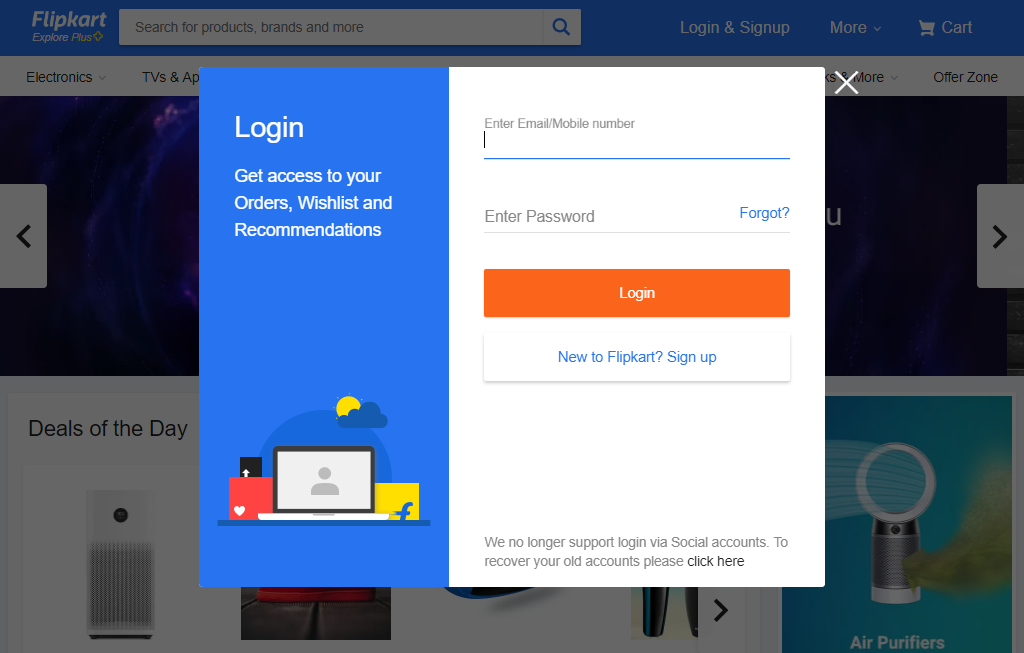 Flipkart
Explore Plus
Search for products, brands and more
Login & Signup
More
Cart
Electronics
TVs &
& More
Offer Zone
Login
Get access to your
Orders, Wishlist and
Recommendations
Enter Email/Mobile number
Enter Password
Forgot?
Login
New to Flipkart? Sign up
We no longer support login via Social accounts. To
recover your old accounts please click here
Deals of the Day
Air Purifiers